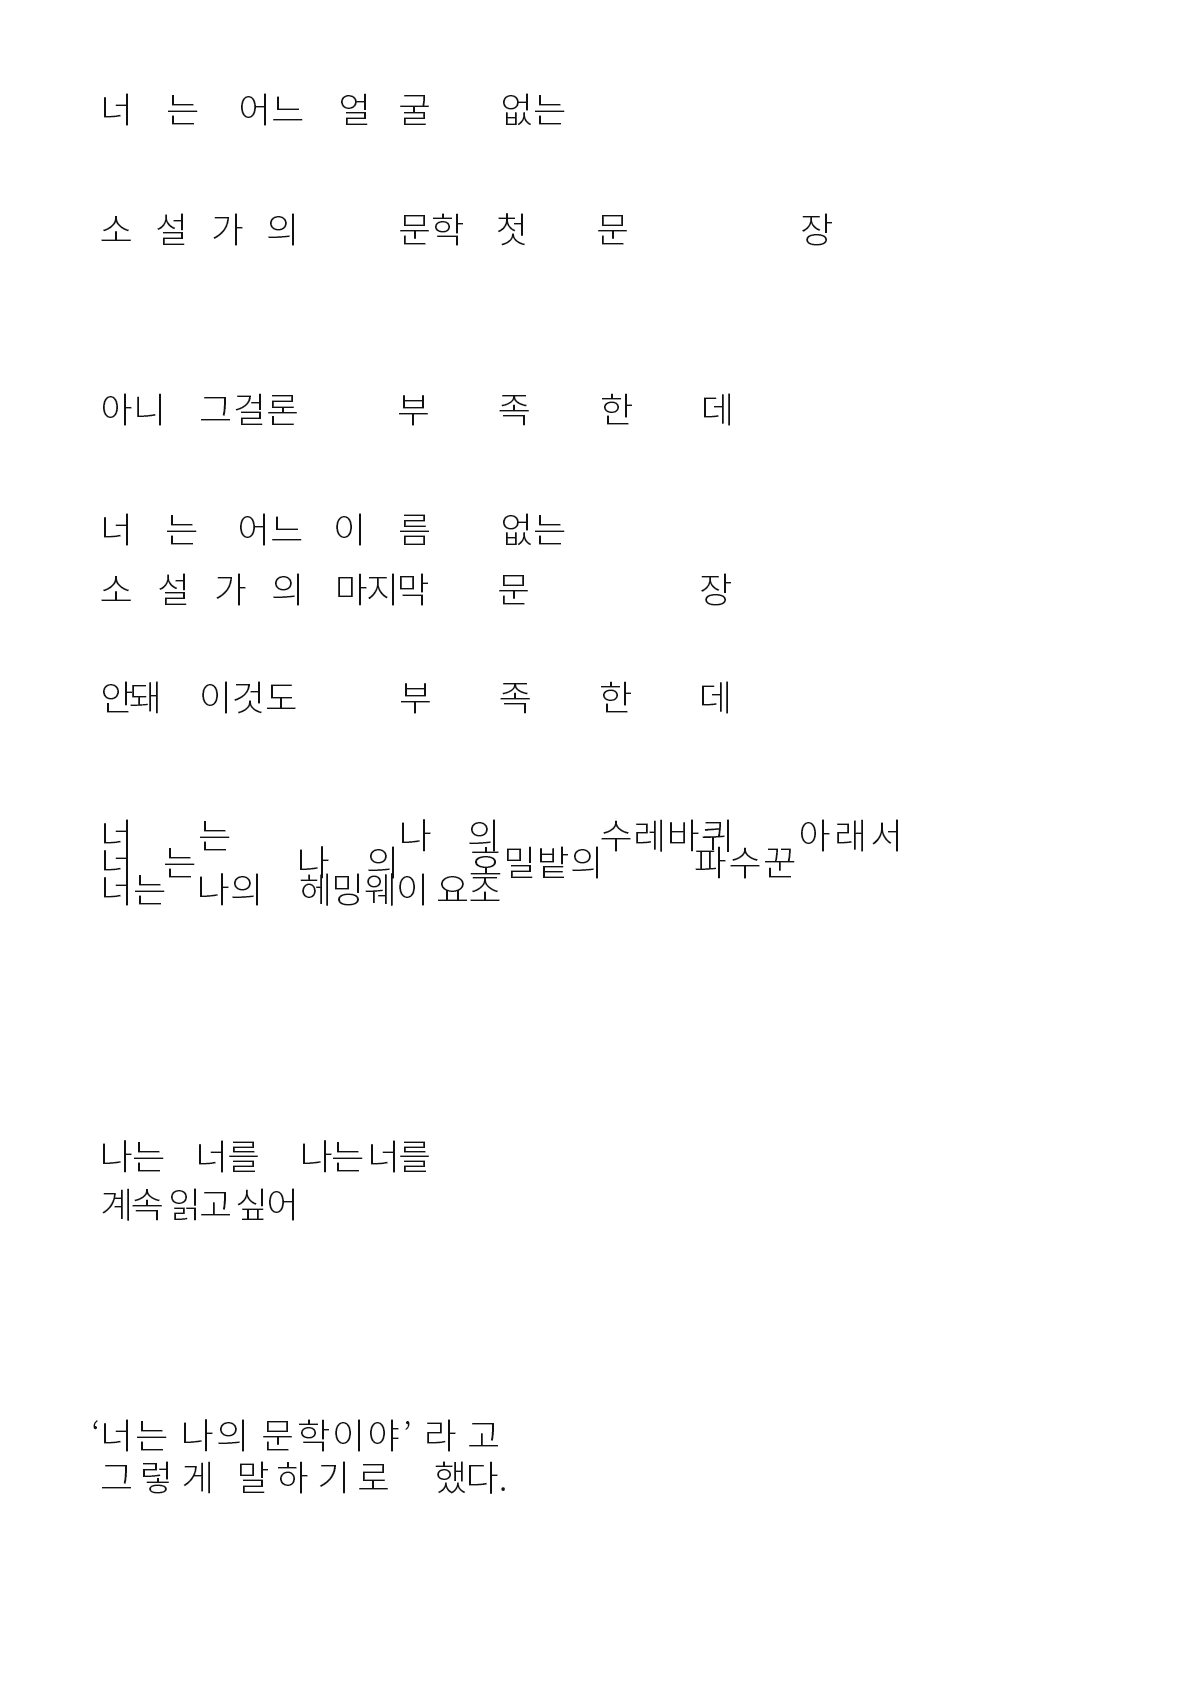 너 는 어느 얼 굴 없는
소 설 가 의 문학 첫 문 장
아니 그걸론 부 족 한 데
너 는 어느 이 름 없는
소 설 가 의 마지막 문 장
안돼 이것도 부 족 한 데
너 는 나 의 수레바퀴 아래서
너 는 나 의 호밀밭의 파수꾼
너는 나의 헤밍웨이 요조
나는 너를 나는 너를
계속 읽고 싶어
‘너는 나의 문학이야’ 라 고
그 렇 게 말 하 기 로 했다.